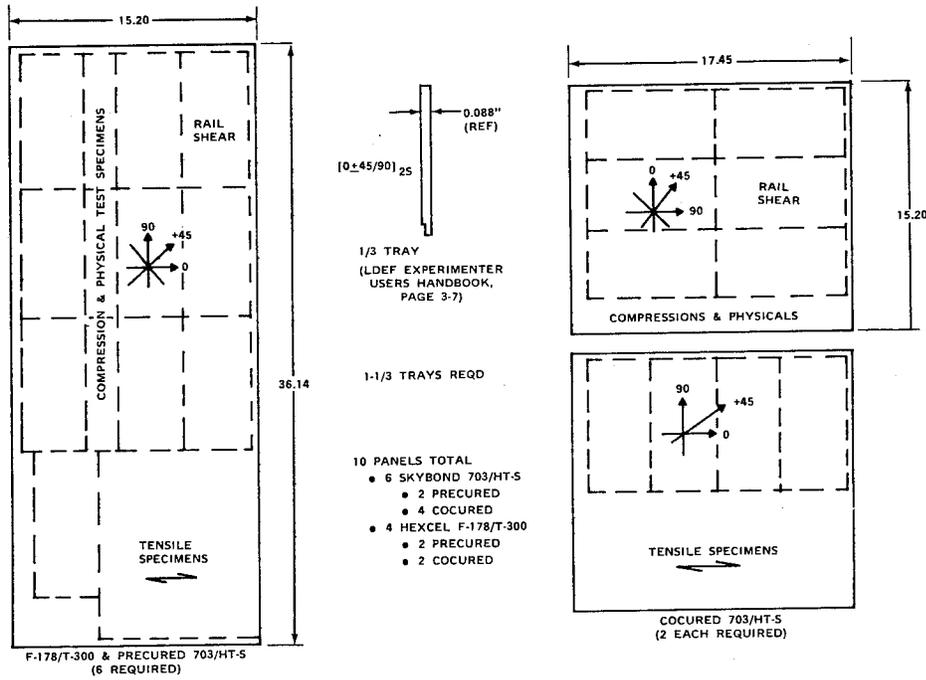 15.20
COMPRESSION & PHYSICAL TEST SPECIMENS
RAIL
SHEAR
90
+45
0
36.14
TENSILE
SPECIMENS
F-178/T-300 & PRECURED 703/HT-S
(6 REQUIRED)
0.088"
(REF)
[0±45/90]2S
1/3 TRAY
(LDEF EXPERIMENTER
USERS HANDBOOK,
PAGE 3-7)
1-1/3 TRAYS REQD
10 PANELS TOTAL
• 6 SKYBOND 703/HT-S
• 2 PRECURED
• 4 COCURED
• 4 HEXCEL F-178/T-300
• 2 PRECURED
• 2 COCURED
17.45
0
+45
90
RAIL
SHEAR
15.20
COMPRESSIONS & PHYSICALS
90
+45
0
TENSILE SPECIMENS
COCURED 703/HT-S
(2 EACH REQUIRED)